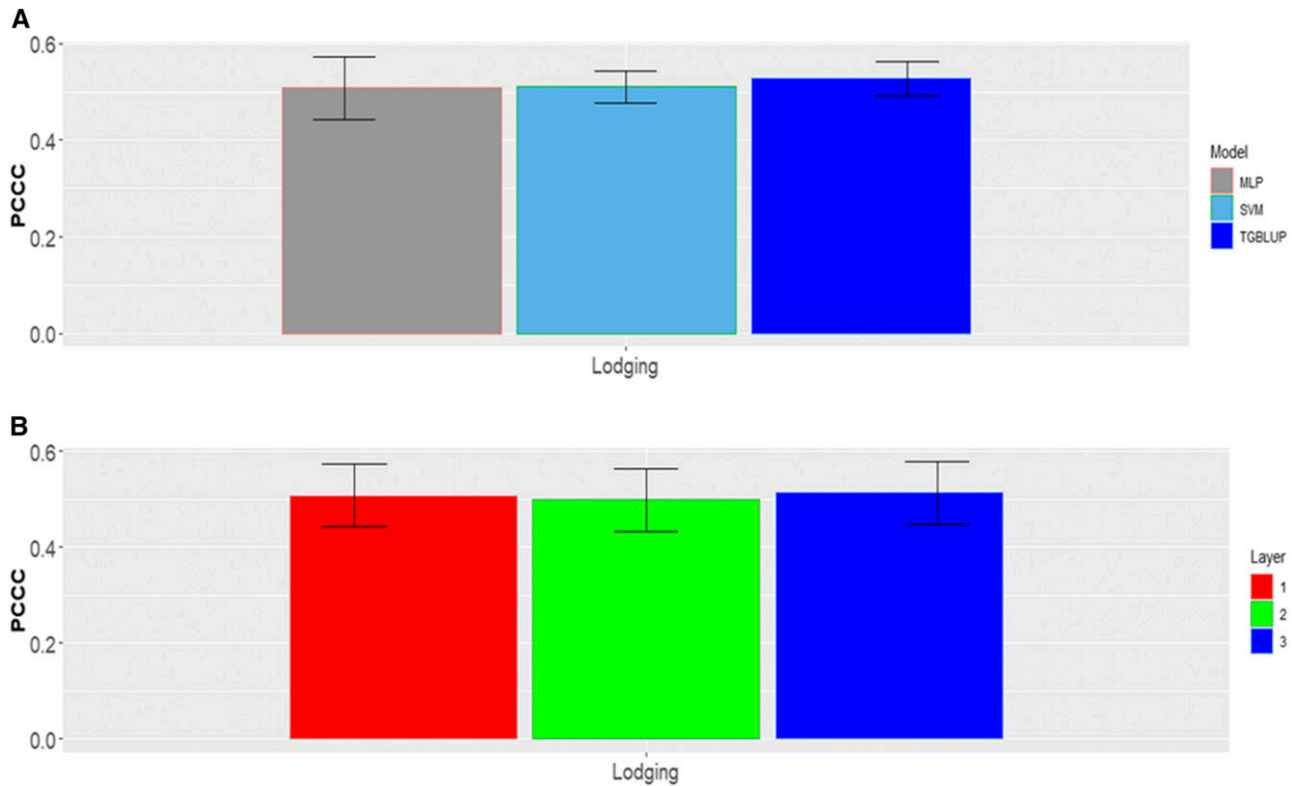 A
PCCC
0.6
0.4
0.2
0.0
Lodging
Model
MLP
SVM
TGBLUP
B
PCCC
0.6
0.4
0.2
0.0
Lodging
Layer
1
2
3